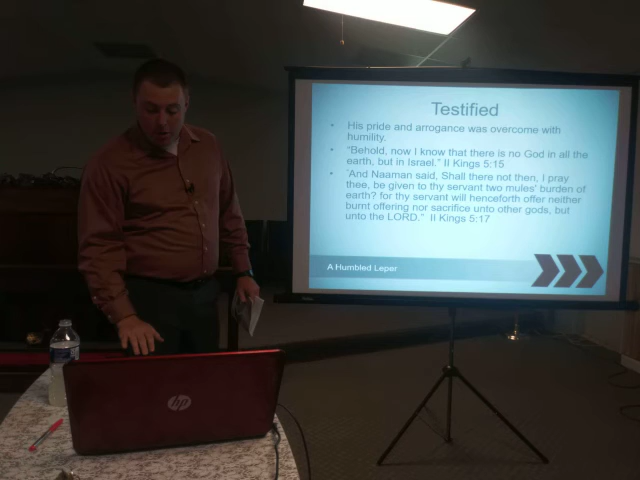 Testified
• His pride and arrogance was overcome with
humility.
• "Behold, now I know that there is no God in all the
earth, but in Israel." II Kings 5:15
• "And Naaman said, Shall there not then, I pray
thee, be given to thy servant two mules' burden of
earth? for thy servant will henceforth offer neither
burnt offering nor sacrifice unto other gods, but
unto the LORD." II Kings 5:17
A Humbled Leper
hp